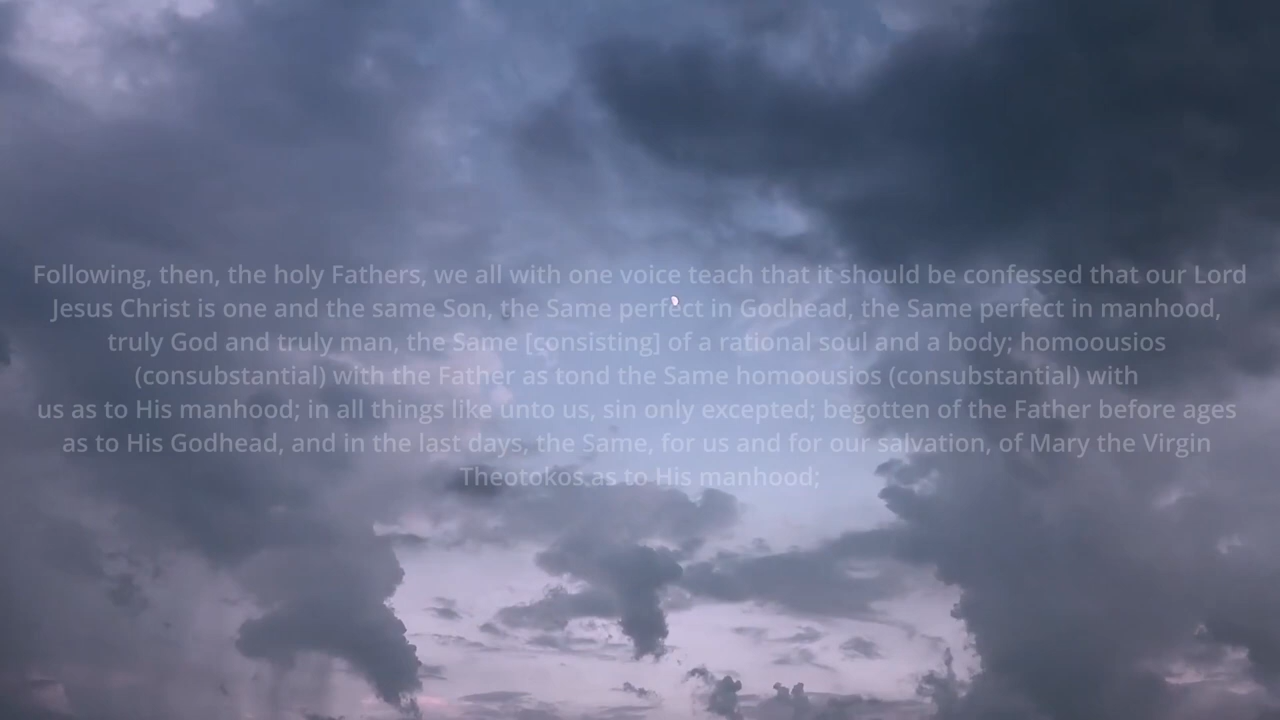 Following, then, the holy Fathers, we all with one voice teach that it should be confessed that our Lord
Jesus Christ is one and the same Son, the Same perfect in Godhead, the Same perfect in manhood,
truly God and truly man, the Same [consisting] of a rational soul and a body; homoousios
(consubstantial) with the Father as tond the Same homoousios (consubstantial) with
us as to His manhood; in all things like unto us, sin only excepted; begotten of the Father before ages
as to His Godhead, and in the last days, the Same, for us and for our salvation, of Mary the Virgin
Theotokos as to His manhood;